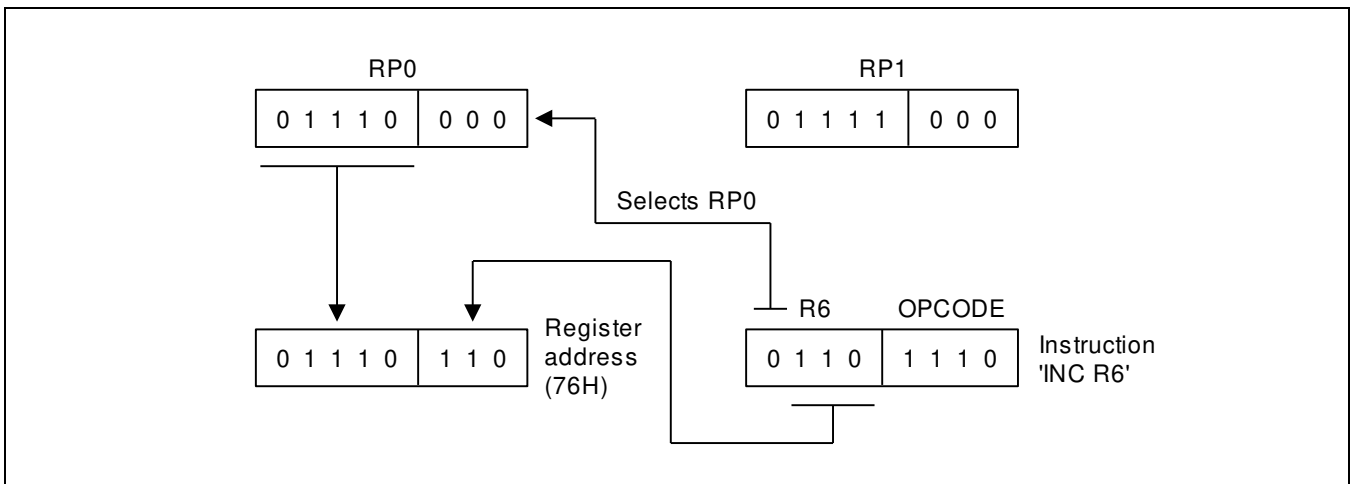 RP0 RP1
0 1 1 1 0 0 0 0 0 1 1 1 1 0 0 0
Selects RP0
R6 OPCODE
0 1 1 1 0 1 1 0 Register
address
(76H) 0 1 1 0 1 1 1 0 Instruction
'INC R6'